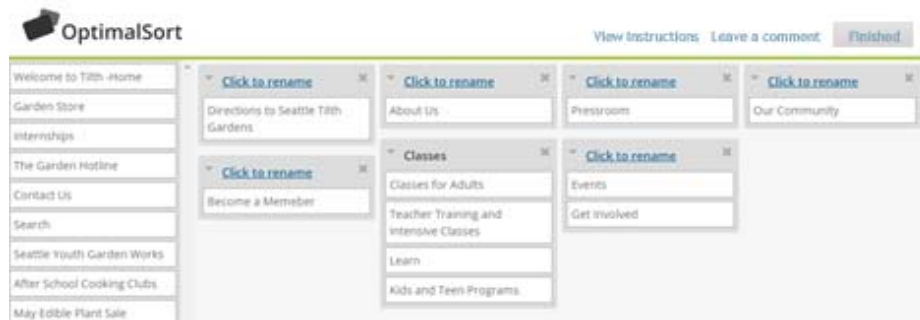 OptimalSort
View Instructions Leave a comment Finished
Welcome to Tilth -Home
Garden Store
Internships
The Garden Hotline
Contact Us
Search
Seattle Youth Garden Works
After School Cooking Clubs
May Edible Plant Sale
Click to rename
Directions to Seattle Tilth
Gardens
Click to rename
Become a Memeber
Click to rename
About Us
Classes
Classes for Adults
Teacher Training and
Intensive Classes
Learn
Kids and Teen Programs
Click to rename
Pressroom
Click to rename
Events
Get Involved
Click to rename
Our Community